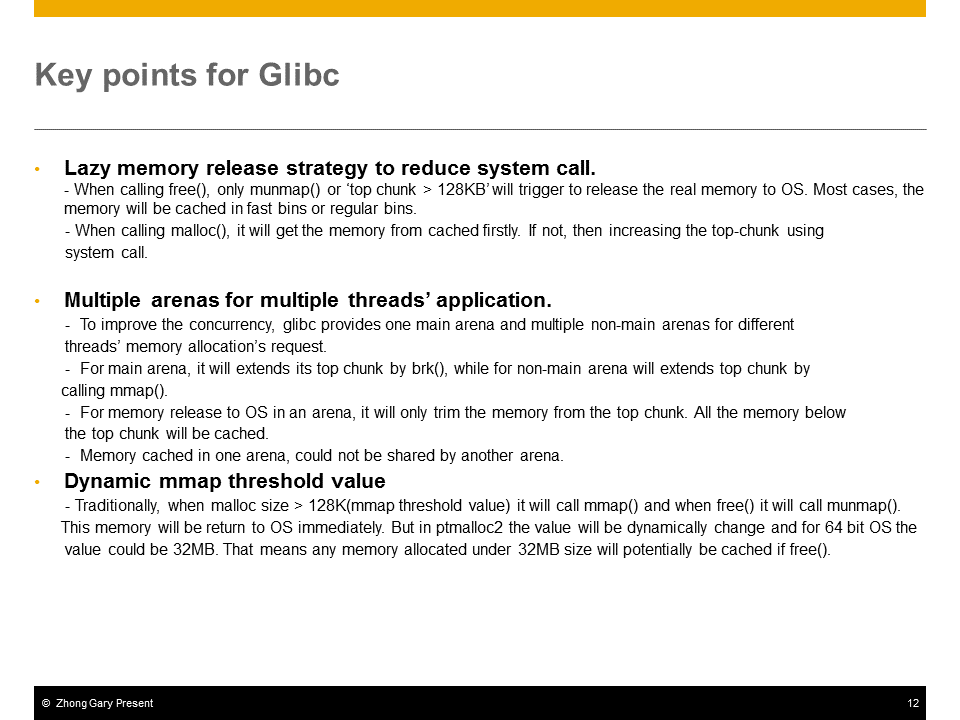 Key points for Glibc
• Lazy memory release strategy to reduce system call.
- When calling free(), only munmap() or ‘top chunk > 128KB’ will trigger to release the real memory to OS. Most cases, the
memory will be cached in fast bins or regular bins.
- When calling malloc(), it will get the memory from cached firstly. If not, then increasing the top-chunk using
system call.
• Multiple arenas for multiple threads’ application.
- To improve the concurrency, glibc provides one main arena and multiple non-main arenas for different
threads’ memory allocation’s request.
- For main arena, it will extends its top chunk by brk(), while for non-main arena will extends top chunk by
calling mmap().
- For memory release to OS in an arena, it will only trim the memory from the top chunk. All the memory below
the top chunk will be cached.
- Memory cached in one arena, could not be shared by another arena.
• Dynamic mmap threshold value
- Traditionally, when malloc size > 128K(mmap threshold value) it will call mmap() and when free() it will call munmap().
This memory will be return to OS immediately. But in ptmalloc2 the value will be dynamically change and for 64 bit OS the
value could be 32MB. That means any memory allocated under 32MB size will potentially be cached if free().
© Zhong Gary Present
12